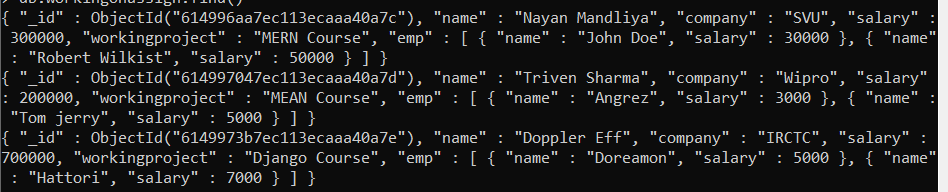 > db.workingonassign.find()
{ "_id" : ObjectId("614996aa7ec113ecaaa40a7c"), "name" : "Nayan Mandliya", "company" : "SVU", "salary" :
 300000, "workingproject" : "MERN Course", "emp" : [ { "name" : "John Doe", "salary" : 30000 }, { "name"
 : "Robert Wilkist", "salary" : 50000 } ] }
{ "_id" : ObjectId("614997047ec113ecaaa40a7d"), "name" : "Triven Sharma", "company" : "Wipro", "salary"
: 200000, "workingproject" : "MEAN Course", "emp" : [ { "name" : "Angrez", "salary" : 3000 }, { "name" :
 "Tom jerry", "salary" : 5000 } ] }
{ "_id" : ObjectId("6149973b7ec113ecaaa40a7e"), "name" : "Doppler Eff", "company" : "IRCTC", "salary" :
700000, "workingproject" : "Django Course", "emp" : [ { "name" : "Doreamon", "salary" : 5000 }, { "name"
 : "Hattori", "salary" : 7000 } ] }